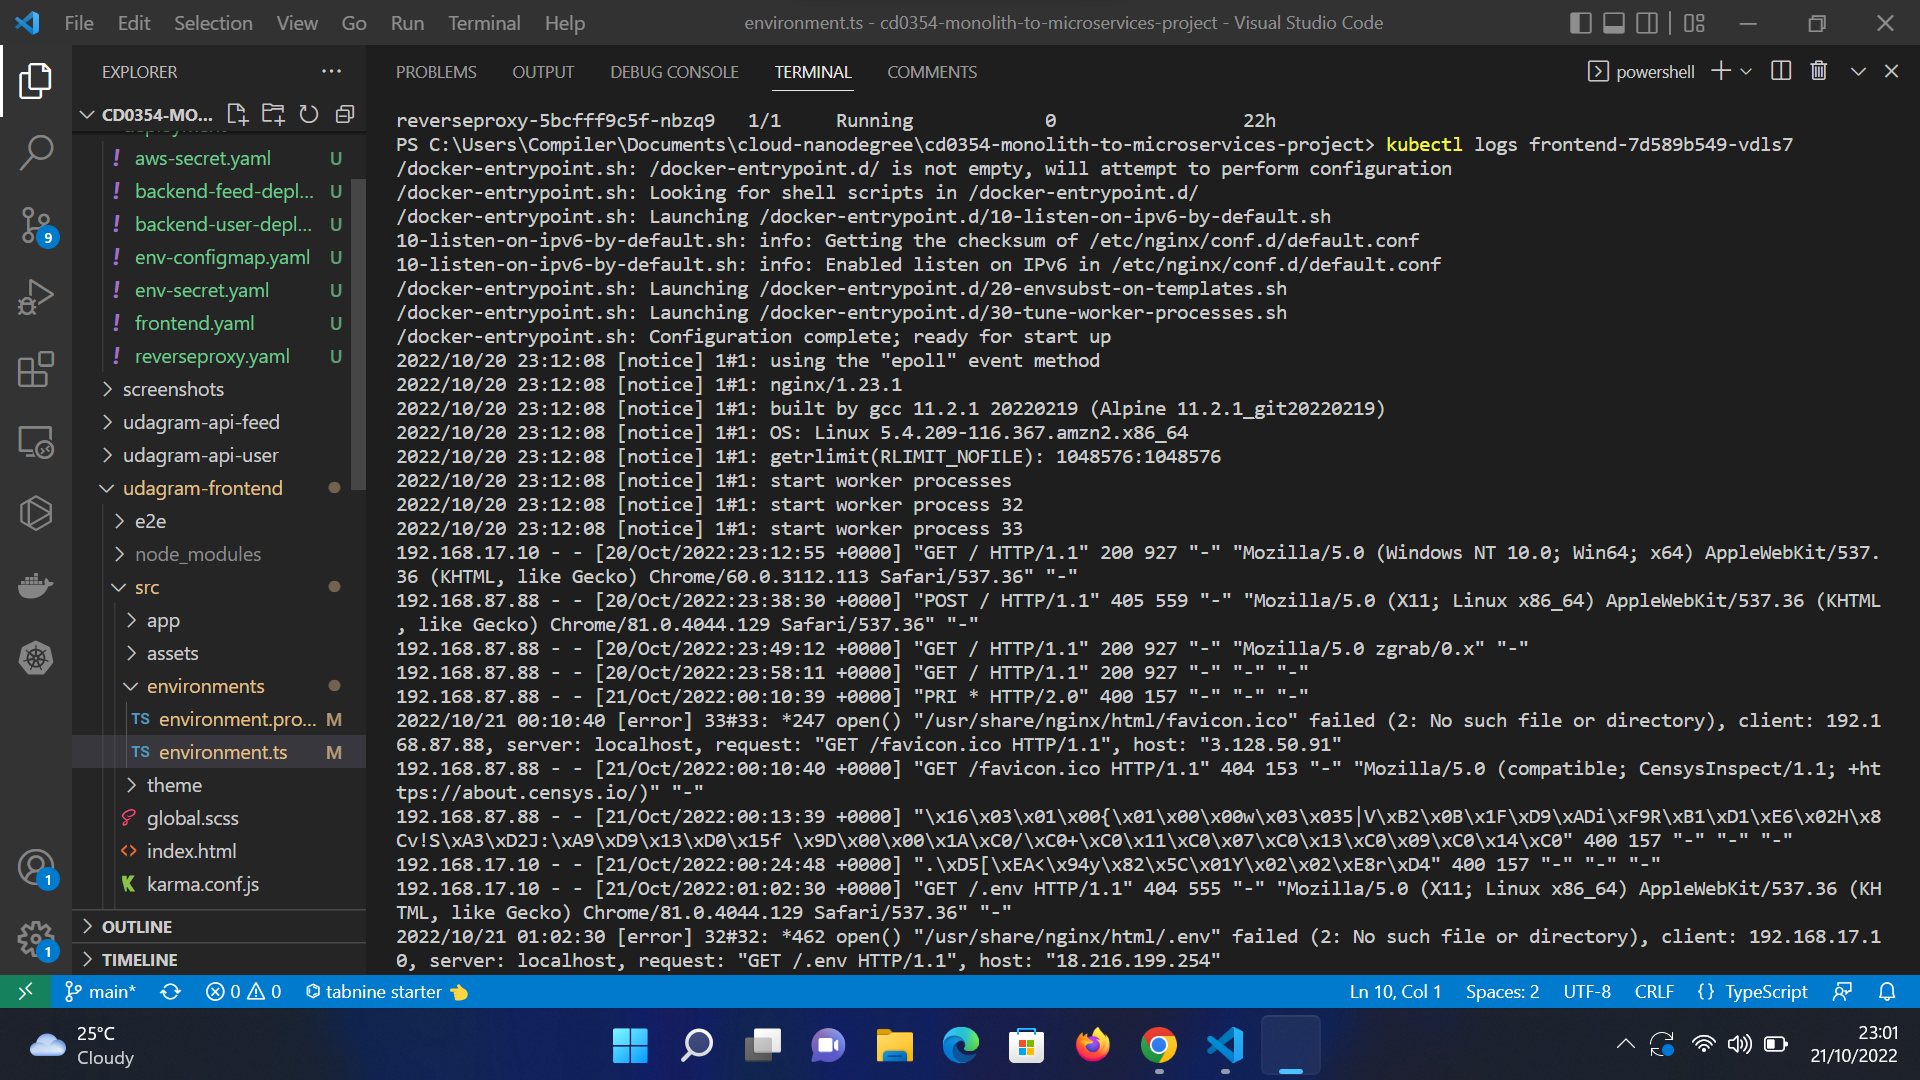 File Edit Selection View Go Run Terminal Help
environment.ts - cd0354-monolith-to-microservices-project - Visual Studio Code
EXPLORER
CD0354-MO...
aws-secret.yaml U
backend-feed-depl... U
backend-user-depl... U
env-configmap.yaml U
env-secret.yaml U
frontend.yaml U
reverseproxy.yaml U
screenshots
udagram-api-feed
udagram-api-user
udagram-frontend
e2e
node_modules
src
app
assets
environments
TS environment.pro... M
TS environment.ts M
theme
global.scss
index.html
karma.conf.js
OUTLINE
TIMELINE
9
1
1
PROBLEMS OUTPUT DEBUG CONSOLE TERMINAL COMMENTS
powershell
reverseproxy-5bcfff9c5f-nbzq9 1/1 Running 0 22h
PS C:\Users\Compiler\Documents\cloud-nanodegree\cd0354-monolith-to-microservices-project> kubectl logs frontend-7d589b549-vdls7
/docker-entrypoint.sh: /docker-entrypoint.d/ is not empty, will attempt to perform configuration
/docker-entrypoint.sh: Looking for shell scripts in /docker-entrypoint.d/
/docker-entrypoint.sh: Launching /docker-entrypoint.d/10-listen-on-ipv6-by-default.sh
10-listen-on-ipv6-by-default.sh: info: Getting the checksum of /etc/nginx/conf.d/default.conf
10-listen-on-ipv6-by-default.sh: info: Enabled listen on IPv6 in /etc/nginx/conf.d/default.conf
/docker-entrypoint.sh: Launching /docker-entrypoint.d/20-envsubst-on-templates.sh
/docker-entrypoint.sh: Launching /docker-entrypoint.d/30-tune-worker-processes.sh
/docker-entrypoint.sh: Configuration complete; ready for start up
2022/10/20 23:12:08 [notice] 1#1: using the "epoll" event method
2022/10/20 23:12:08 [notice] 1#1: nginx/1.23.1
2022/10/20 23:12:08 [notice] 1#1: built by gcc 11.2.1 20220219 (Alpine 11.2.1_git20220219)
2022/10/20 23:12:08 [notice] 1#1: OS: Linux 5.4.209-116.367.amzn2.x86_64
2022/10/20 23:12:08 [notice] 1#1: getrlimit(RLIMIT_NOFILE): 1048576:1048576
2022/10/20 23:12:08 [notice] 1#1: start worker processes
2022/10/20 23:12:08 [notice] 1#1: start worker process 32
2022/10/20 23:12:08 [notice] 1#1: start worker process 33
192.168.17.10 - - [20/Oct/2022:23:12:55 +0000] "GET / HTTP/1.1" 200 927 "-" "Mozilla/5.0 (Windows NT 10.0; Win64; x64) AppleWebKit/537.
36 (KHTML, like Gecko) Chrome/60.0.3112.113 Safari/537.36" "-"
192.168.87.88 - - [20/Oct/2022:23:38:30 +0000] "POST / HTTP/1.1" 405 559 "-" "Mozilla/5.0 (X11; Linux x86_64) AppleWebKit/537.36 (KHTML
, like Gecko) Chrome/81.0.4044.129 Safari/537.36" "-"
192.168.87.88 - - [20/Oct/2022:23:49:12 +0000] "GET / HTTP/1.1" 200 927 "-" "Mozilla/5.0 zgrab/0.x" "-"
192.168.87.88 - - [20/Oct/2022:23:58:11 +0000] "GET / HTTP/1.1" 200 927 "-" "-" "-"
192.168.87.88 - - [21/Oct/2022:00:10:39 +0000] "PRI * HTTP/2.0" 400 157 "-" "-" "-"
2022/10/21 00:10:40 [error] 33#33: *247 open() "/usr/share/nginx/html/favicon.ico" failed (2: No such file or directory), client: 192.1
68.87.88, server: localhost, request: "GET /favicon.ico HTTP/1.1", host: "3.128.50.91"
192.168.87.88 - - [21/Oct/2022:00:10:40 +0000] "GET /favicon.ico HTTP/1.1" 404 153 "-" "Mozilla/5.0 (compatible; CensysInspect/1.1; +ht
tps://about.censys.io/)" "-"
192.168.87.88 - - [21/Oct/2022:00:13:39 +0000] "\x16\x03\x01\x00{\x01\x00\x00w\x03\x035|V\xB2\x0B\x1F\xD9\xADi\xF9R\xB1\xD1\xE6\x02H\x8
Cv!S\xA3\xD2J:\xA9\xD9\x13\xD0\x15f \x9D\x00\x00\x1A\xC0/\xC0+\xC0\x11\xC0\x07\xC0\x13\xC0\x09\xC0\x14\xC0" 400 157 "-" "-" "-"
192.168.17.10 - - [21/Oct/2022:00:24:48 +0000] ".\xD5[\xEA<\x94y\x82\x5C\x01Y\x02\x02\xE8r\xD4" 400 157 "-" "-" "-"
192.168.17.10 - - [21/Oct/2022:01:02:30 +0000] "GET /.env HTTP/1.1" 404 555 "-" "Mozilla/5.0 (X11; Linux x86_64) AppleWebKit/537.36 (KH
TML, like Gecko) Chrome/81.0.4044.129 Safari/537.36" "-"
2022/10/21 01:02:30 [error] 32#32: *462 open() "/usr/share/nginx/html/.env" failed (2: No such file or directory), client: 192.168.17.1
0, server: localhost, request: "GET /.env HTTP/1.1", host: "18.216.199.254"
main* 0 0 tabnine starter
Ln 10, Col 1 Spaces: 2 UTF-8 CRLF {} TypeScript
25°C
Cloudy
23:01
21/10/2022